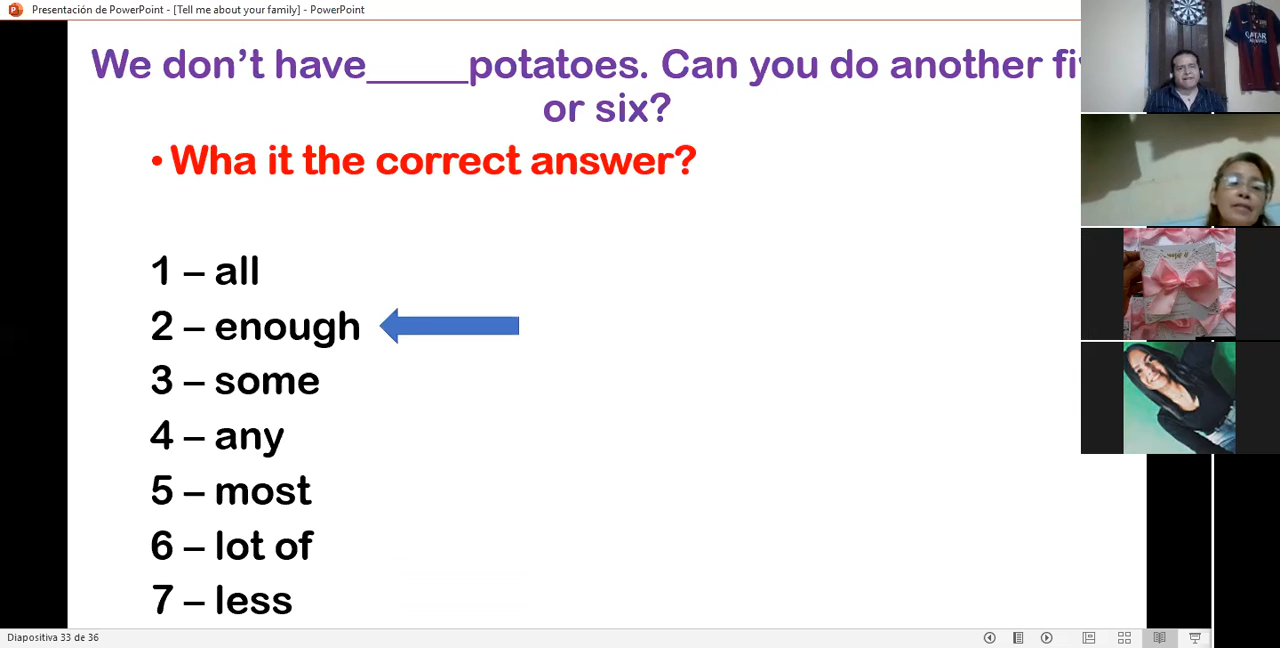 Presentación de PowerPoint - [Tell me about your family] - PowerPoint
We don't have_____potatoes. Can you do another
or six?
• Wha it the correct answer?
1 – all
2 – enough
3 – some
4 – any
5 – most
6 – lot of
7 – less
Diapositiva 33 de 36
QATAR
AIRWAYS